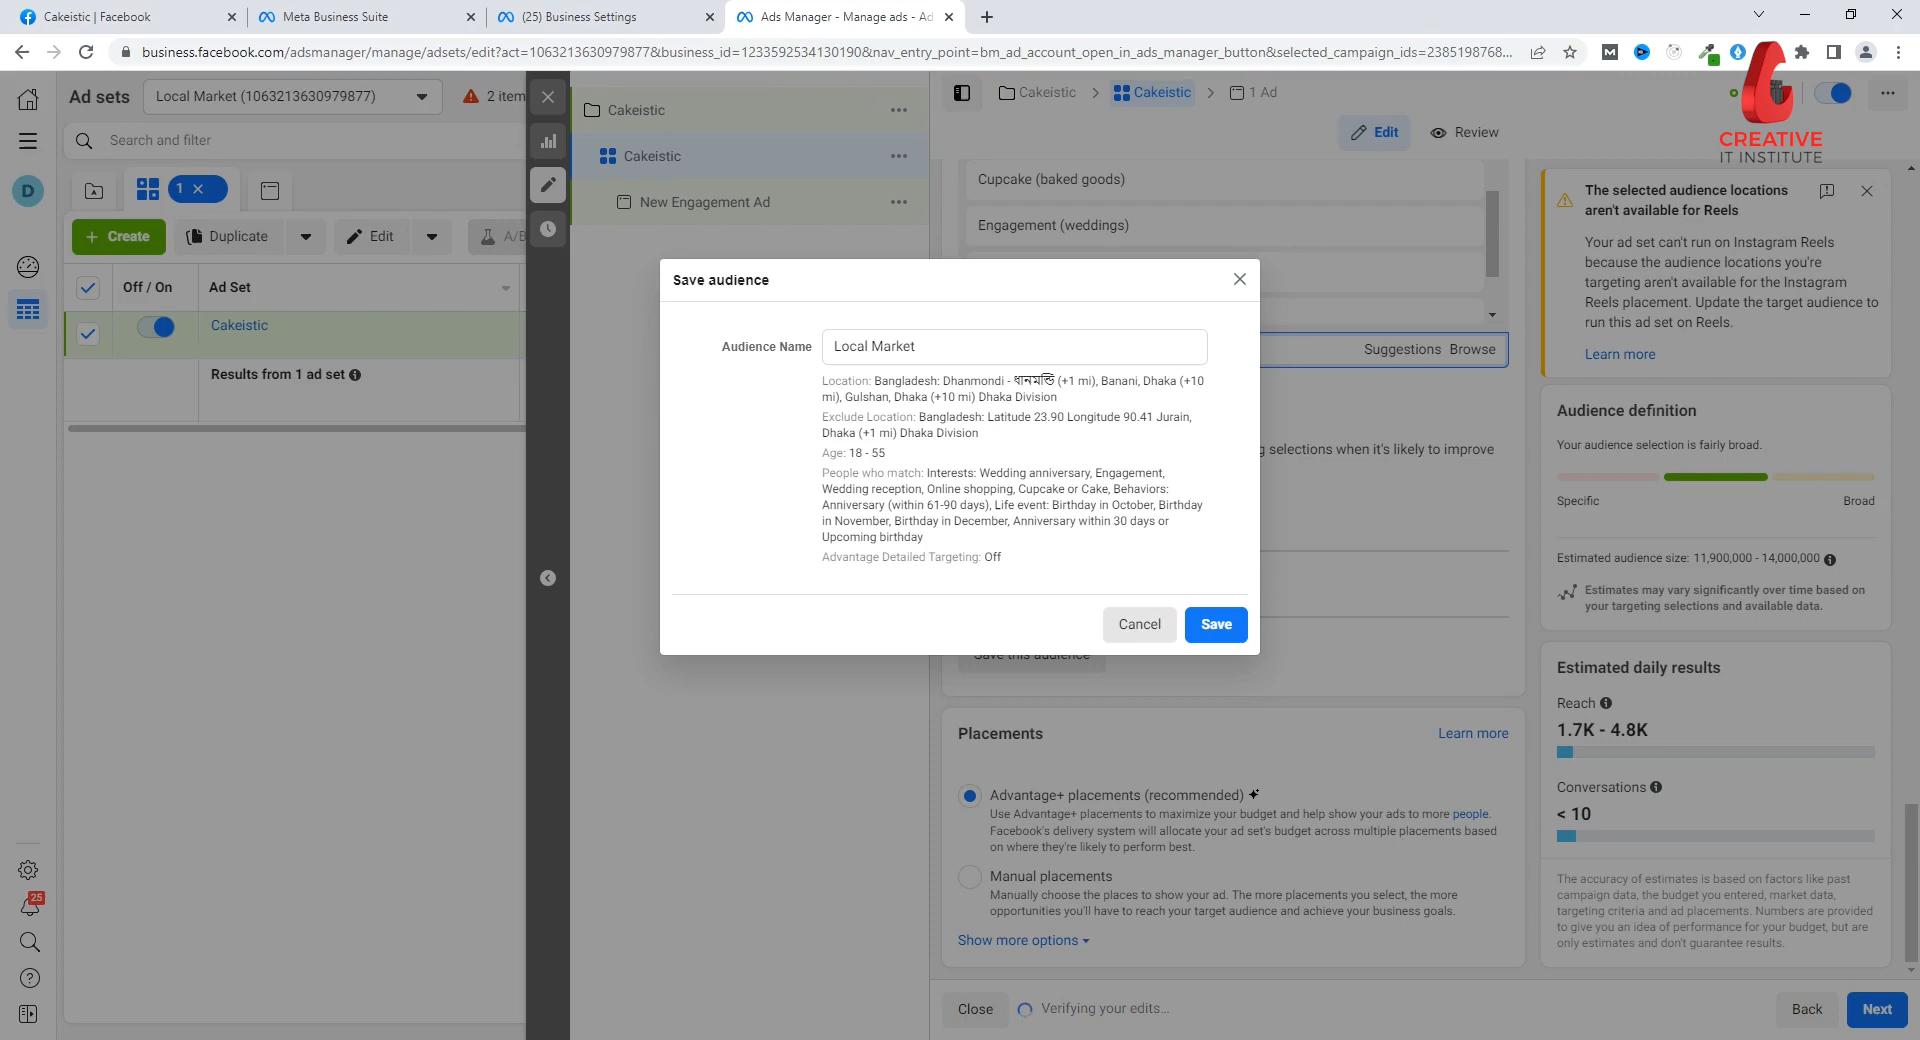 Cakeistic | Facebook
Meta Business Suite
(25) Business Settings
Ads Manager - Manage ads - Ad
business.facebook.com/adsmanager/manage/adsets/edit?act=1063213630979877&business_id=1233592534130190&nav_entry_point=bm_ad_account_open_in_ads_manager_button&selected_campaign_ids=2385198768...
Ad sets
Local Market (1063213630979877)
2 item
Search and filter
D
1
Create
Duplicate
Edit
A/B
Off / On
Ad Set
Cakeistic
Results from 1 ad set
25
Cakeistic
Cakeistic
New Engagement Ad
Cakeistic
Cakeistic
1 Ad
Edit
Review
CREATIVE
IT INSTITUTE
Cupcake (baked goods)
Engagement (weddings)
Suggestions Browse
g selections when it's likely to improve
Save audience
Audience Name
Local Market
Location: Bangladesh: Dhanmondi - ধানমন্ডি (+1 mi), Banani, Dhaka (+10
mi), Gulshan, Dhaka (+10 mi) Dhaka Division
Exclude Location: Bangladesh: Latitude 23.90 Longitude 90.41 Jurain,
Dhaka (+1 mi) Dhaka Division
Age: 18 - 55
People who match: Interests: Wedding anniversary, Engagement,
Wedding reception, Online shopping, Cupcake or Cake, Behaviors:
Anniversary (within 61-90 days), Life event: Birthday in October, Birthday
in November, Birthday in December, Anniversary within 30 days or
Upcoming birthday
Advantage Detailed Targeting: Off
Cancel
Save
Save this audience
Placements
Learn more
Advantage+ placements (recommended)
Use Advantage+ placements to maximize your budget and help show your ads to more people.
Facebook's delivery system will allocate your ad set's budget across multiple placements based
on where they're likely to perform best.
Manual placements
Manually choose the places to show your ad. The more placements you select, the more
opportunities you'll have to reach your target audience and achieve your business goals.
Show more options
Close
Verifying your edits...
Back
Next
The selected audience locations
aren't available for Reels
Your ad set can't run on Instagram Reels
because the audience locations you're
targeting aren't available for the Instagram
Reels placement. Update the target audience to
run this ad set on Reels.
Learn more
Audience definition
Your audience selection is fairly broad.
Specific
Broad
Estimated audience size: 11,900,000 - 14,000,000
Estimates may vary significantly over time based on
your targeting selections and available data.
Estimated daily results
Reach
1.7K - 4.8K
Conversations
< 10
The accuracy of estimates is based on factors like past
campaign data, the budget you entered, market data,
targeting criteria and ad placements. Numbers are provided
to give you an idea of performance for your budget, but are
only estimates and don't guarantee results.